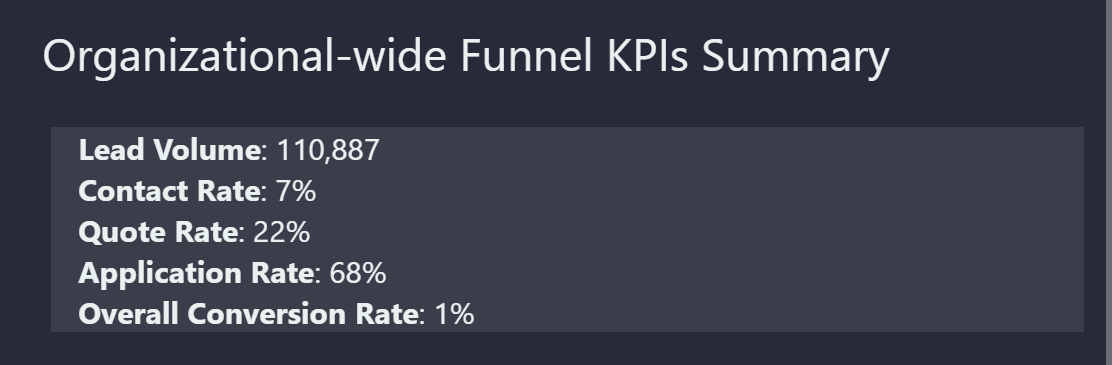 Organizational-wide Funnel KPIs Summary
Lead Volume: 110,887
Contact Rate: 7%
Quote Rate: 22%
Application Rate: 68%
Overall Conversion Rate: 1%